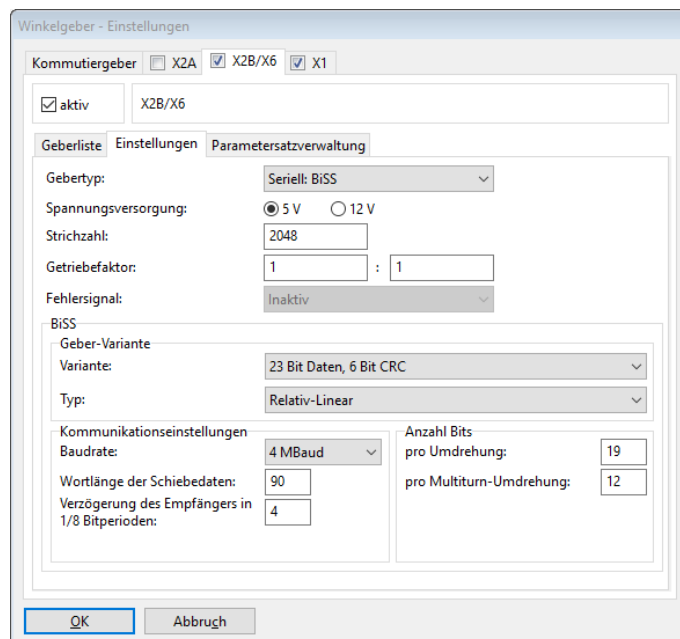 Winkelgeber - Einstellungen
Kommutiergeber X2A X2B/X6 X1
aktiv X2B/X6
Geberliste Einstellungen Parametersatzverwaltung
Gebertyp: Seriell: BiSS
Spannungsversorgung: 5 V 12 V
Strichzahl: 2048
Getriebefaktor: 1 : 1
Fehlersignal: Inaktiv
BiSS
Geber-Variante
Variante: 23 Bit Daten, 6 Bit CRC
Typ: Relativ-Linear
Kommunikationseinstellungen Anzahl Bits
Baudrate: 4 MBaud pro Umdrehung: 19
Wortlänge der Schiebedaten: 90 pro Multiturn-Umdrehung: 12
Verzögerung des Empfängers in
1/8 Bitperioden: 4
OK Abbruch